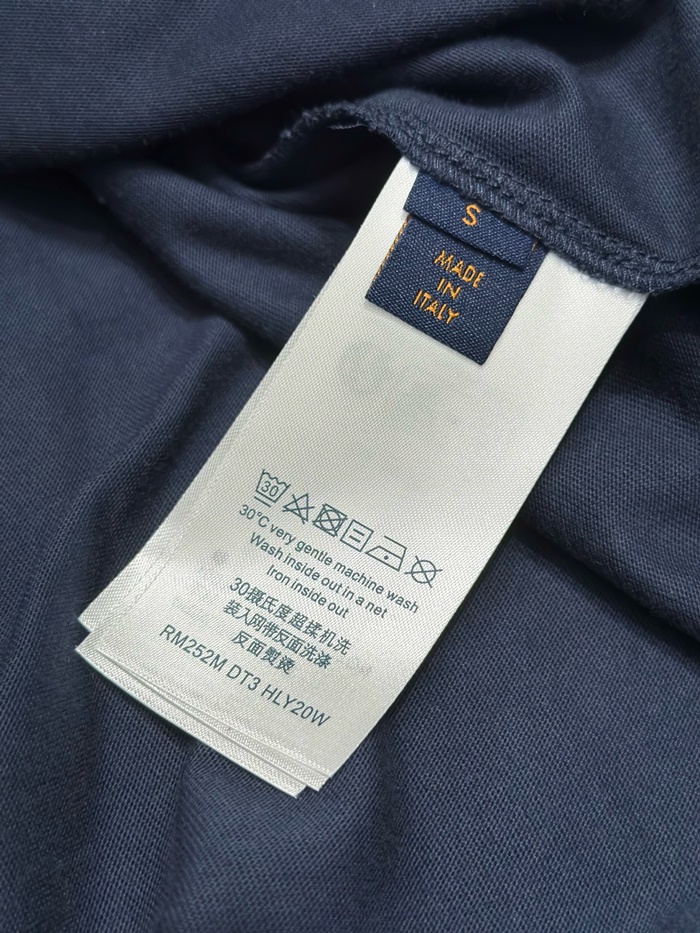 S
MADE
IN
ITALY
30
30°C very gentle machine wash
Wash inside out in a net
Iron inside out
30摄氏度超揉机洗
装入网带反面洗涤
反面熨烫
RM252M DT3 HLY20W